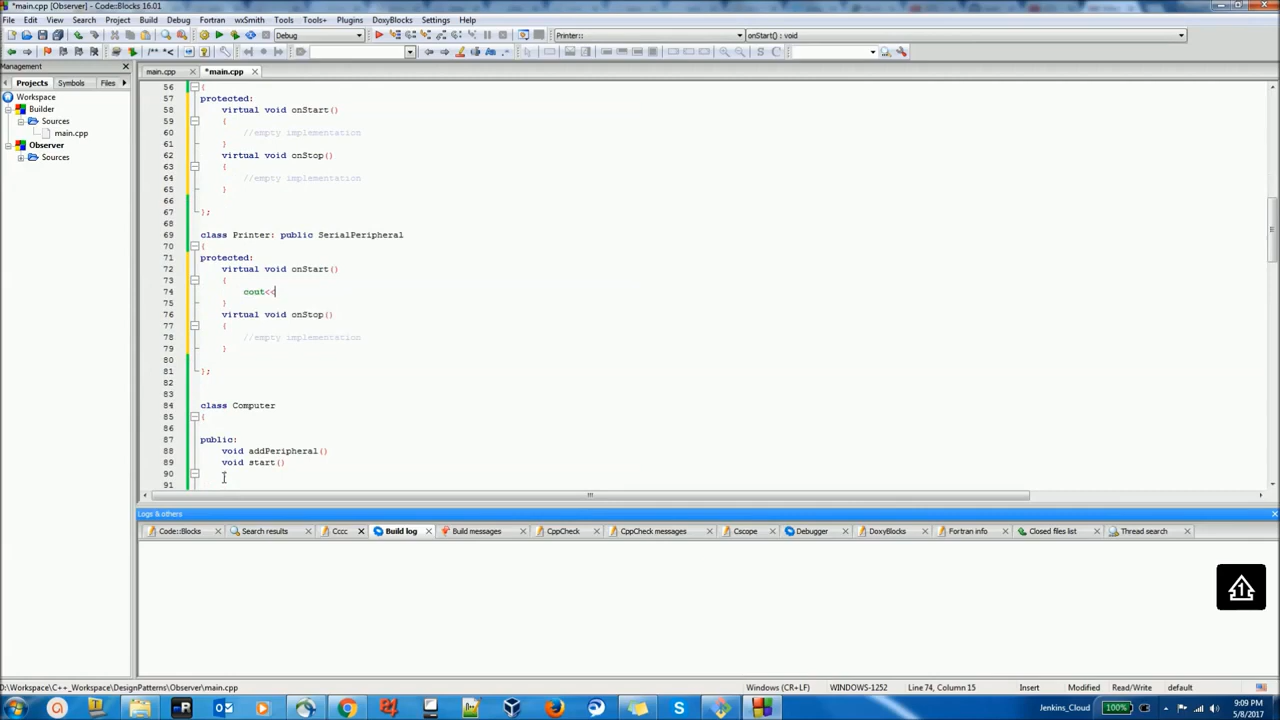 *main.cpp [Observer] - Code::Blocks 16.01
File Edit View Search Project Build Debug Fortran wxSmith Tools Tools+ Plugins DoxyBlocks Settings Help
Debug Printer:: onStart() : void
/** *<
Management
Projects Symbols Files
main.cpp *main.cpp
Workspace
Builder
Sources
main.cpp
Observer
Sources
56 {
57 protected:
58 virtual void onStart()
59 {
60 //empty implementation
61 }
62 virtual void onStop()
63 {
64 //empty implementation
65 }
66
67 };
68
69 class Printer: public SerialPeripheral
70 {
71 protected:
72 virtual void onStart()
73 {
74 cout<<
75 }
76 virtual void onStop()
77 {
78 //empty implementation
79 }
80
81 };
82
83
84 class Computer
85 {
86
87 public:
88 void addPeripheral()
89 void start()
90
91
Logs & others
Code::Blocks Search results Cccc Build log Build messages CppCheck CppCheck messages Cscope Debugger DoxyBlocks Fortran info Closed files list Thread search
1
D:\Workspace\C++_Workspace\DesignPatterns\Observer\main.cpp Windows (CR+LF) WINDOWS-1252 Line 74, Column 15 Insert Modified Read/Write default
Jenkins_Cloud 100% 9:09 PM
5/8/2017